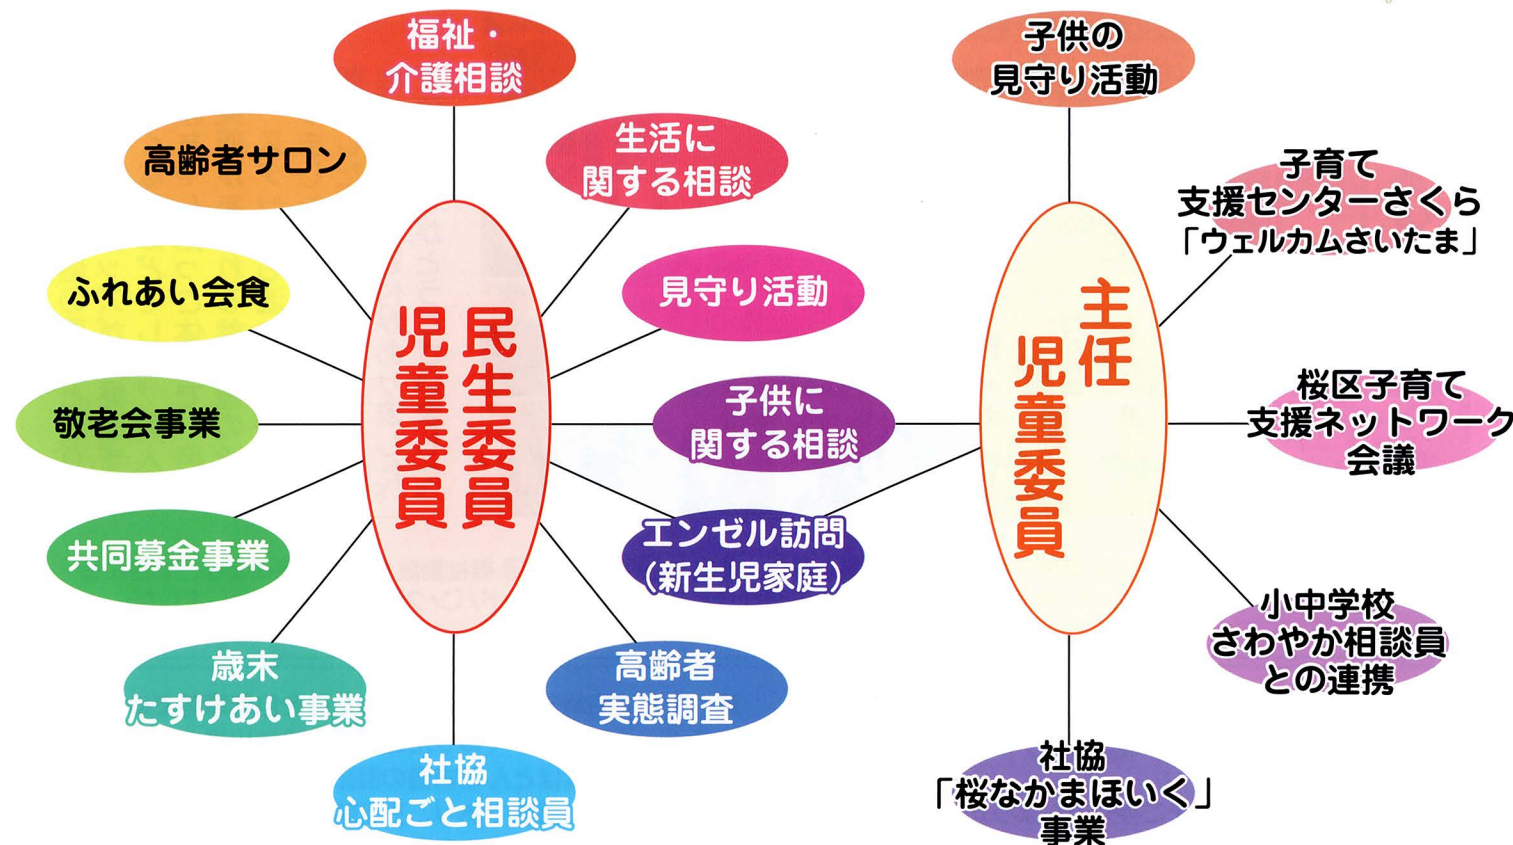 福祉・
介護相談
高齢者サロン
生活に
関する相談
ふれあい会食
見守り活動
敬老会事業
民生委員
児童委員
子供に
関する相談
共同募金事業
エンゼル訪問
（新生児家庭）
歳末
たすけあい事業
高齢者
実態調査
社協
心配ごと相談員
子供の
見守り活動
子育て
支援センターさくら
「ウェルカムさいたま」
主任
児童委員
桜区子育て
支援ネットワーク
会議
小中学校
さわやか相談員
との連携
社協
「桜なかまほいく」
事業